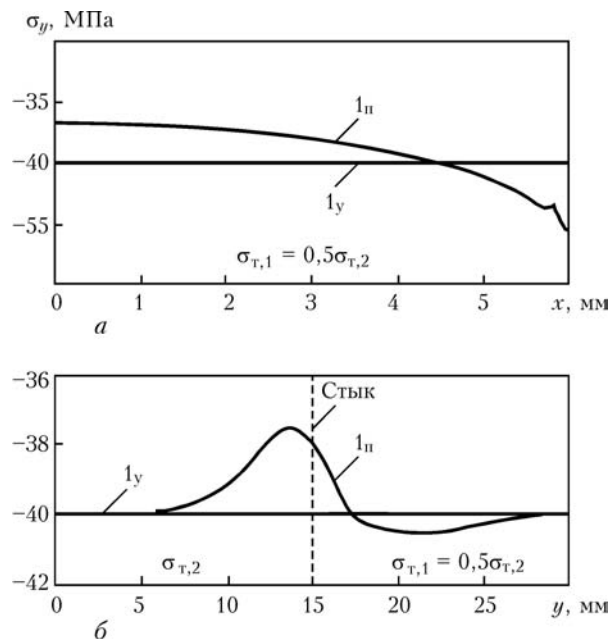 σy, МПа
−35
1п
−40
1у
−55
σт,1 = 0,5σт,2
0 1 2 3 4 5 x, мм
а
−36
Стык
−38
1п
1у
−40
σт,2 σт,1 = 0,5σт,2
−42
0 5 10 15 20 25 y, мм
б